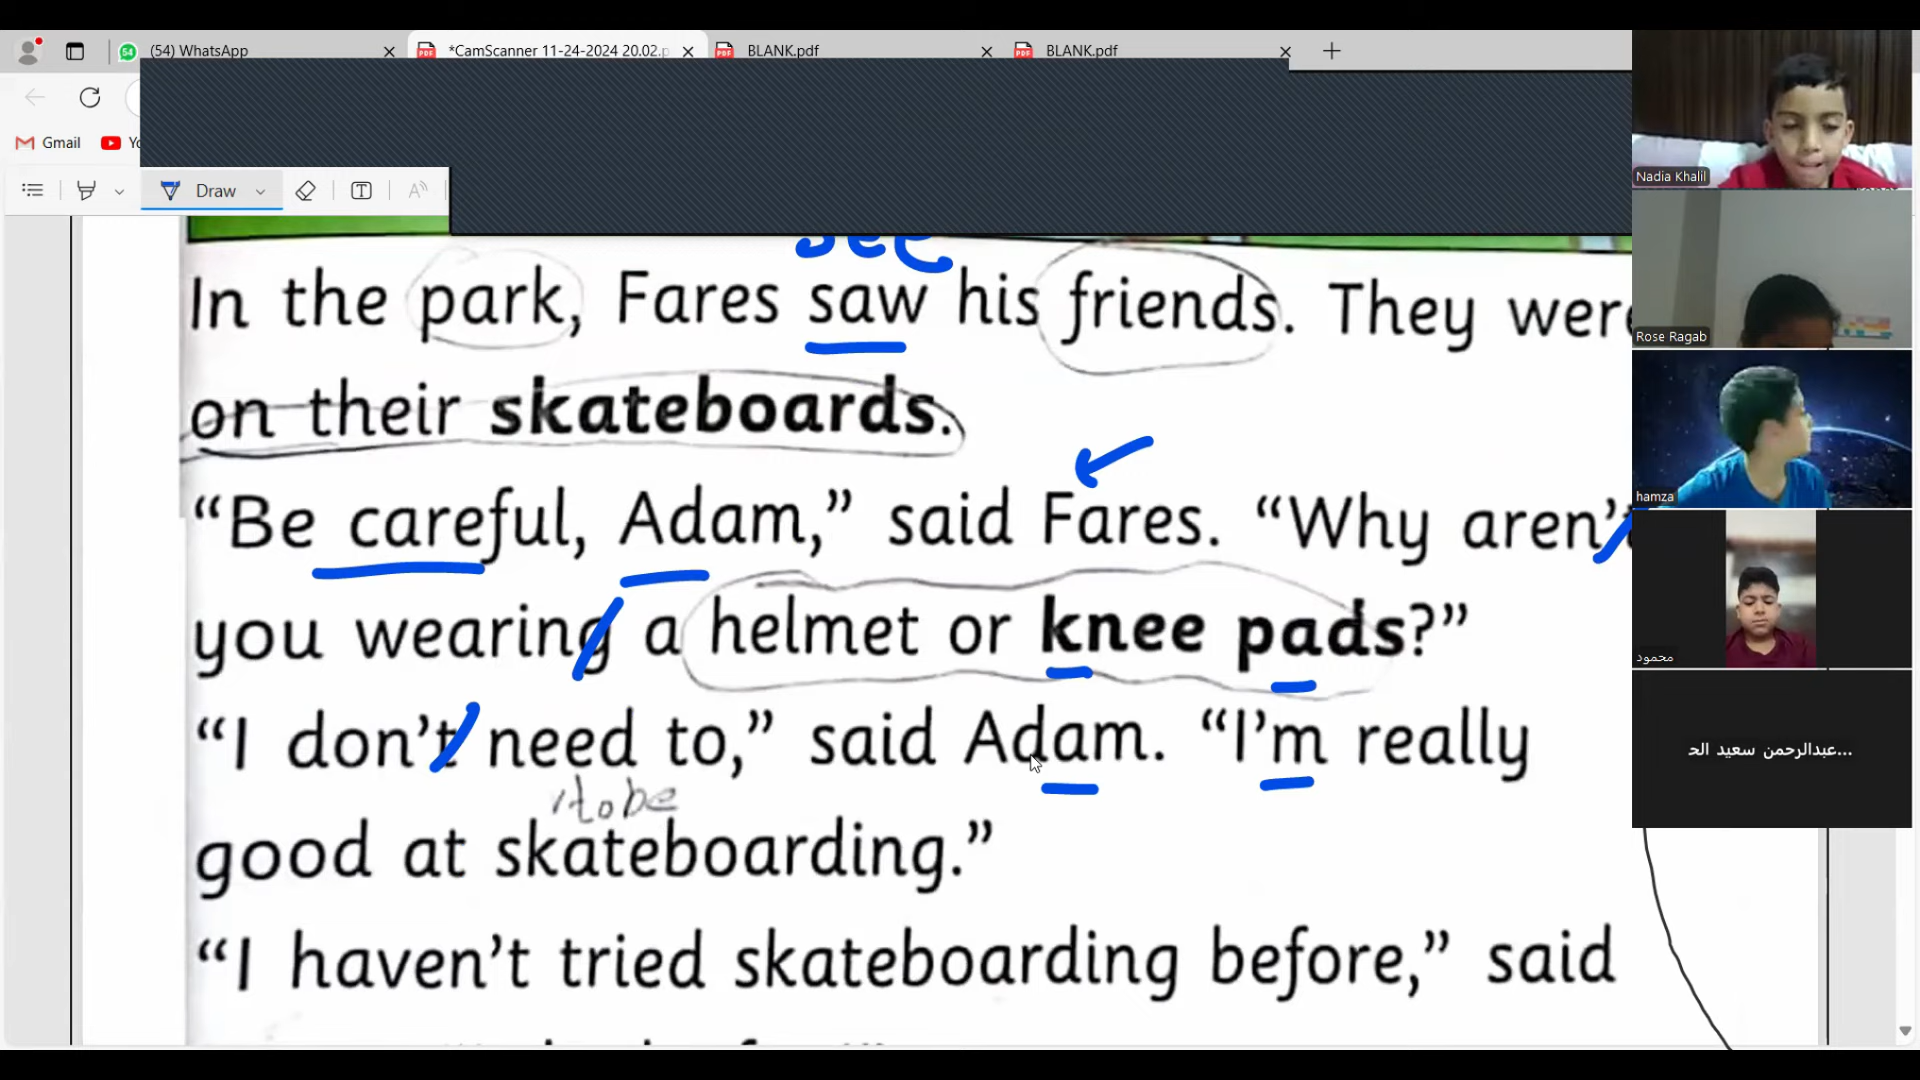 (54) WhatsApp
*CamScanner 11-24-2024 20.02.p
BLANK.pdf
BLANK.pdf
Gmail
Draw
see
In the park, Fares saw his friends. They were
on their skateboards.
“Be careful, Adam,” said Fares. “Why aren’t
you wearing a helmet or knee pads?”
“I don’t need to,” said Adam. “I’m really
to be
good at skateboarding.”
“I haven’t tried skateboarding before,” said
Nadia Khalil
Rose Ragab
hamza
محمود
عبدالرحمن سعيد الح...